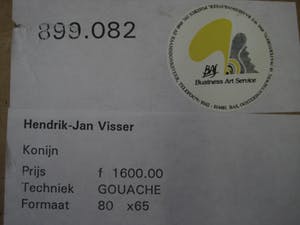 899.082
BAS
Business Art Service
Hendrik-Jan Visser
Konijn
Prijs f 1600.00
Techniek GOUACHE
Formaat 80 x65